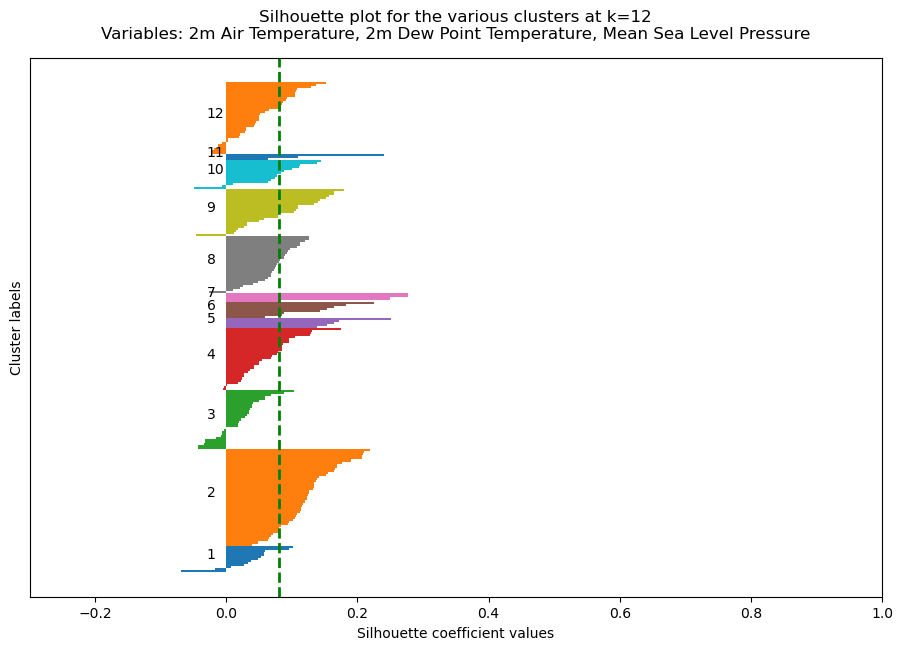 Silhouette plot for the various clusters at k=12
Variables: 2m Air Temperature, 2m Dew Point Temperature, Mean Sea Level Pressure
Cluster labels
12
11
10
9
8
7
6
5
4
3
2
1
−0.2 0.0 0.2 0.4 0.6 0.8 1.0
Silhouette coefficient values